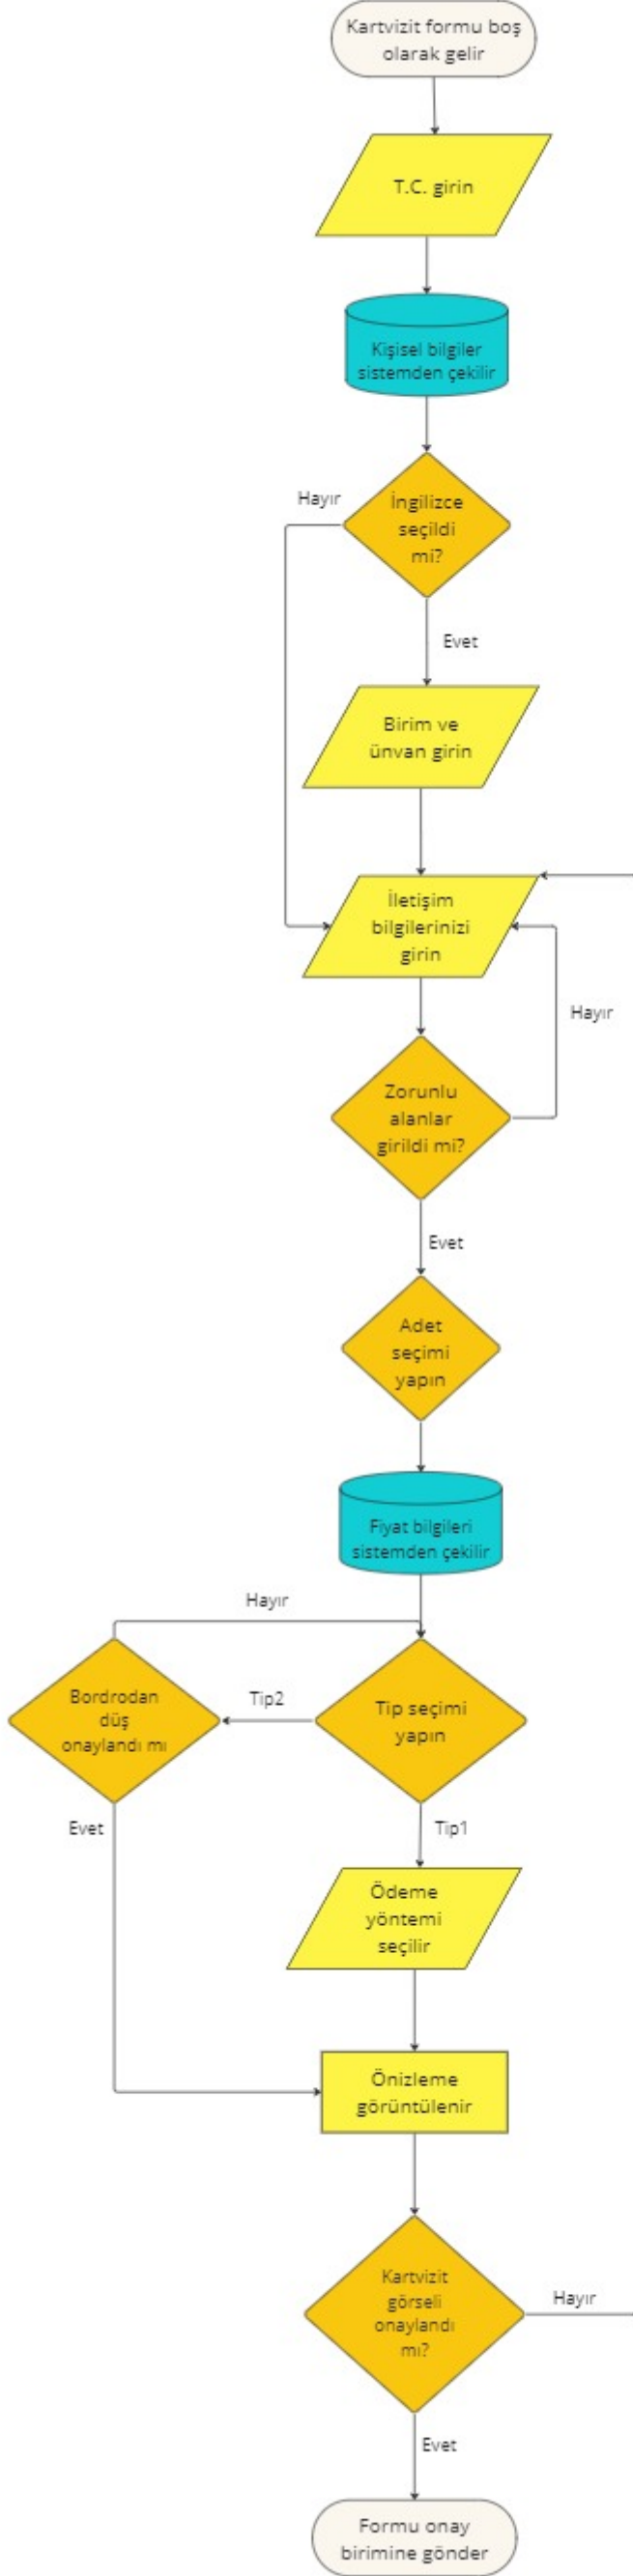 Kartvizit formu boş
olarak gelir
T.C. girin
Kişisel bilgiler
sistemden çekilir
Hayır
İngilizce
seçildi
mi?
Evet
Birim ve
ünvan girin
İletişim
bilgilerinizi
girin
Hayır
Zorunlu
alanlar
girildi mi?
Evet
Adet
seçimi
yapın
Fiyat bilgileri
sistemden çekilir
Hayır
Bordrodan
düş
onaylandı mı
Tip2
Tip seçimi
yapın
Evet
Tip1
Ödeme
yöntemi
seçilir
Önizleme
görüntülenir
Kartvizit
görseli
onaylandı
mı?
Hayır
Evet
Formu onay
birimine gönder